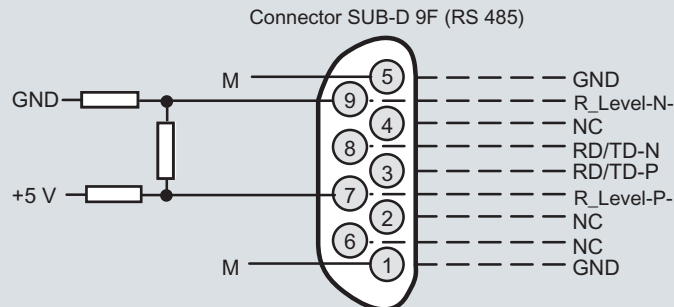 Connector SUB-D 9F (RS 485)
M 5 GND
GND 9 R_Level-N-
4 NC
8 RD/TD-N
3 RD/TD-P
+5 V 7 R_Level-P-
2 NC
6 NC
M 1 GND